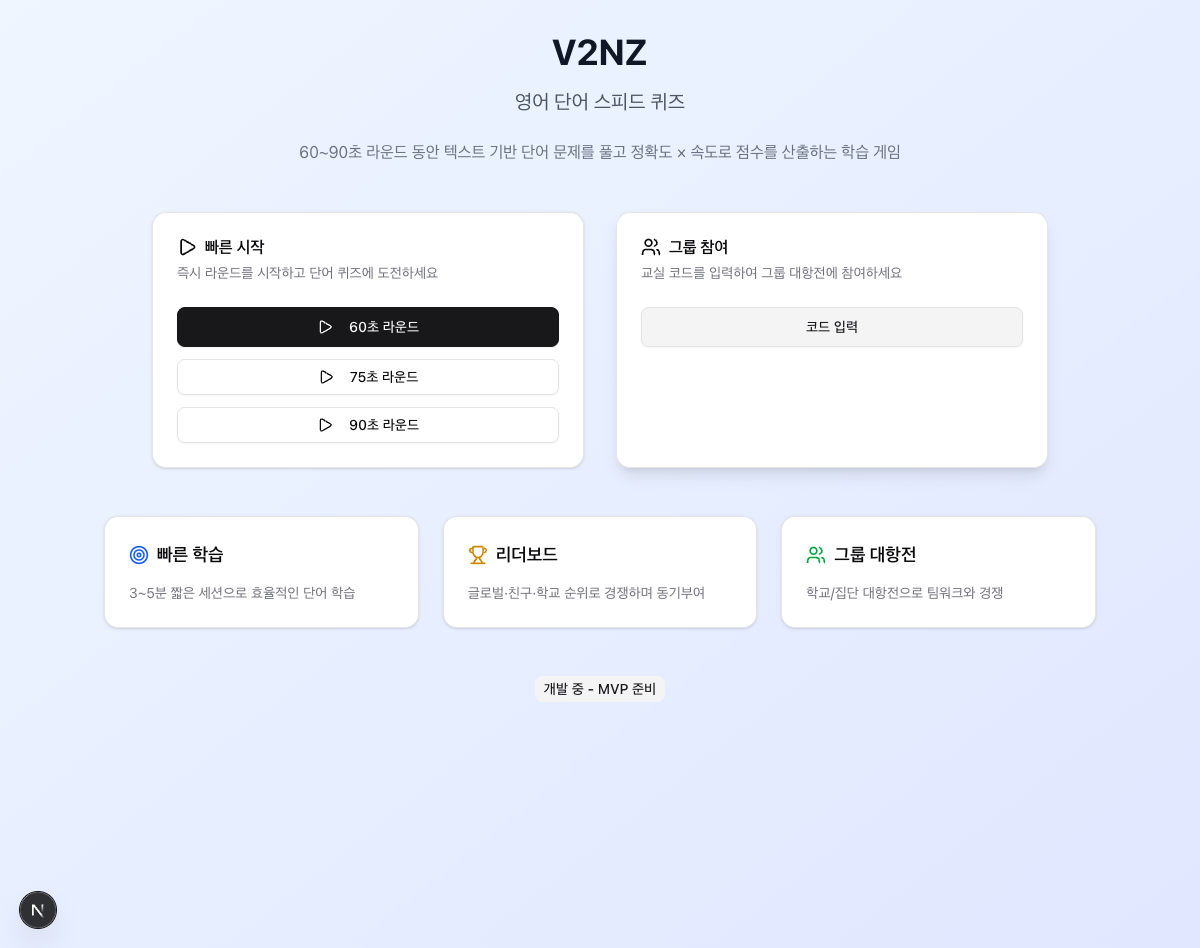 V2NZ
영어 단어 스피드 퀴즈
60~90초 라운드 동안 텍스트 기반 단어 문제를 풀고 정확도 × 속도로 점수를 산출하는 학습 게임
빠른 시작
즉시 라운드를 시작하고 단어 퀴즈에 도전하세요
60초 라운드
75초 라운드
90초 라운드
그룹 참여
교실 코드를 입력하여 그룹 대항전에 참여하세요
코드 입력
빠른 학습
3~5분 짧은 세션으로 효율적인 단어 학습
리더보드
글로벌·친구·학교 순위로 경쟁하며 동기부여
그룹 대항전
학교/집단 대항전으로 팀워크와 경쟁
개발 중 - MVP 준비
N